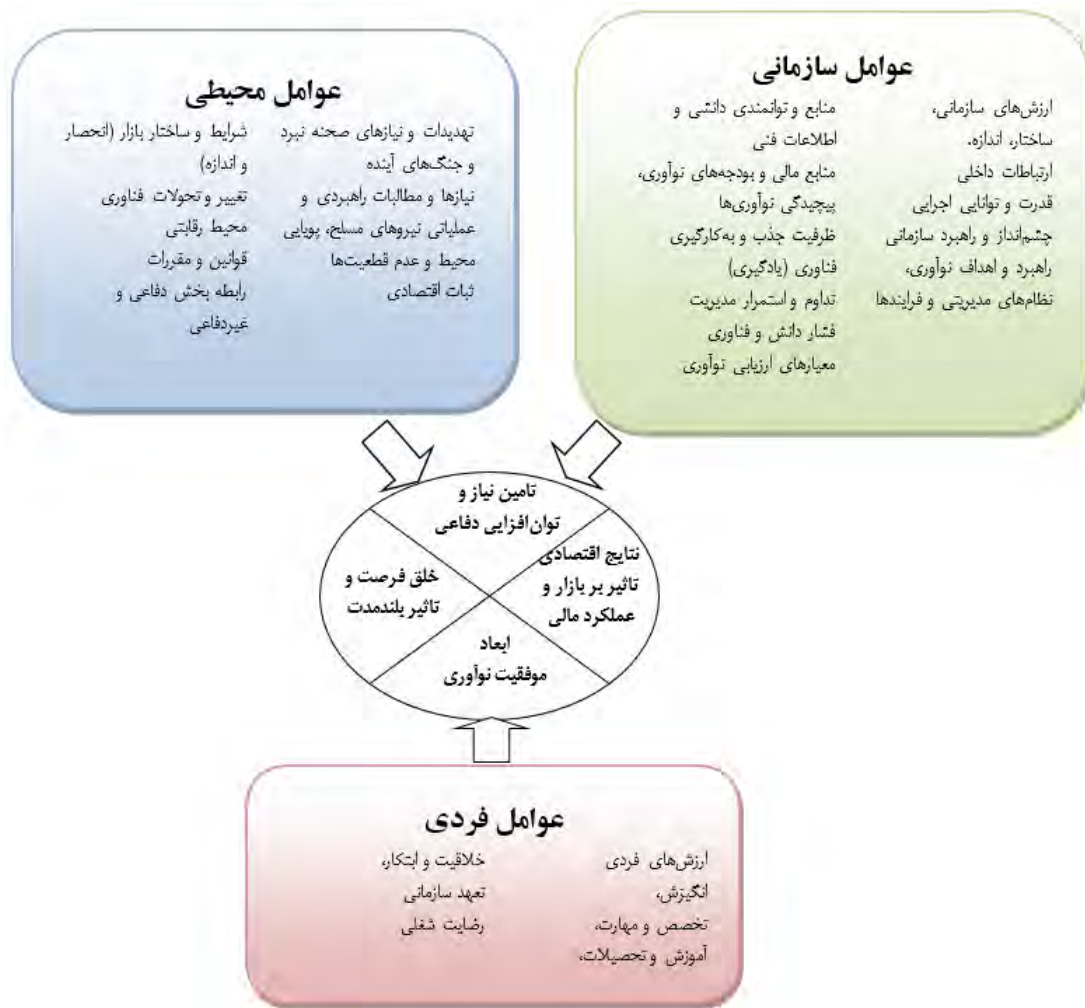 عوامل سازمانی
ارزش‌های سازمانی،
ساختار، اندازه،
ارتباطات داخلی
قدرت و توانایی اجرایی
چشم‌انداز و راهبرد سازمانی
راهبرد و اهداف نوآوری،
نظام‌های مدیریتی و فرایندها
منابع و توانمندی دانشی و
اطلاعات فنی
منابع مالی و بودجه‌های نوآوری،
پیچیدگی نوآوری‌ها
ظرفیت جذب و به‌کارگیری
فناوری (یادگیری)
تداوم و استمرار مدیریت
فشار دانش و فناوری
معیارهای ارزیابی نوآوری
عوامل محیطی
تهدیدات و نیازهای صحنه نبرد
و جنگ‌های آینده
نیازها و مطالبات راهبردی و
عملیاتی نیروهای مسلح، پویایی
محیط و عدم قطعیت‌ها
ثبات اقتصادی
شرایط و ساختار بازار (انحصار
و اندازه)
تغییر و تحولات فناوری
محیط رقابتی
قوانین و مقررات
رابطه بخش دفاعی و
غیردفاعی
تامین نیاز و
توان‌افزایی دفاعی
نتایج اقتصادی
تاثیر بر بازار و
عملکرد مالی
خلق فرصت و
تاثیر بلندمدت
ابعاد
موفقیت نوآوری
عوامل فردی
ارزش‌های فردی
انگیزش،
تخصص و مهارت،
آموزش و تحصیلات،
خلاقیت و ابتکار،
تعهد سازمانی
رضایت شغلی